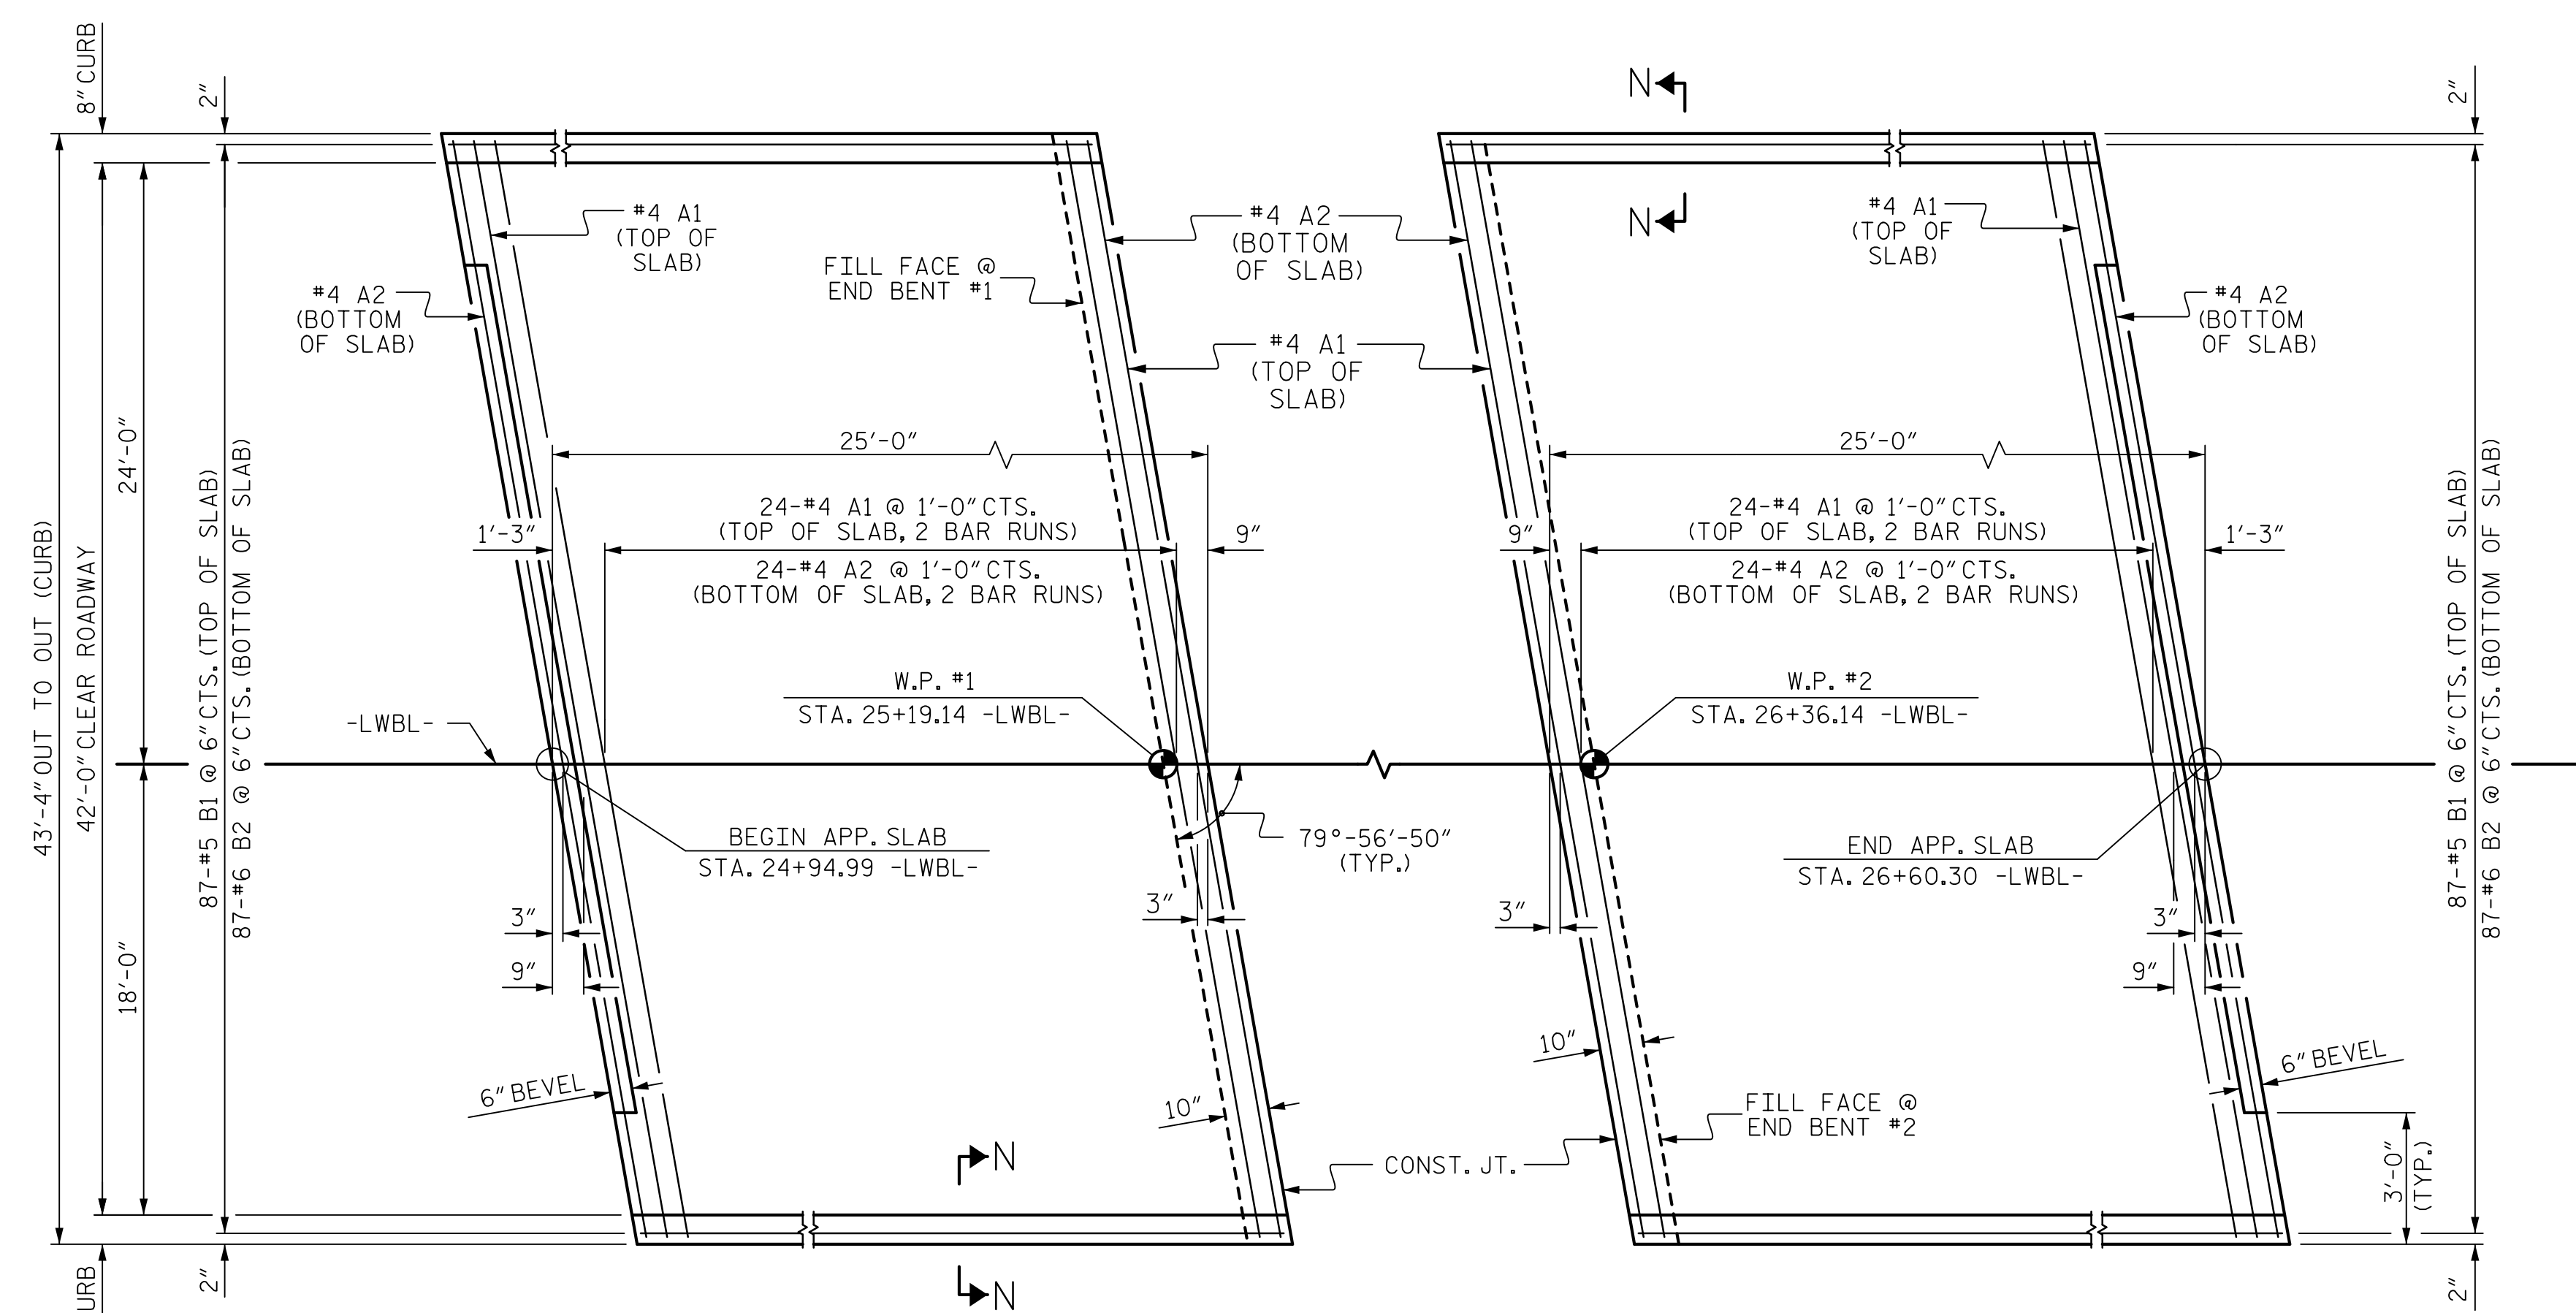 8" CURB
2"
N
2"
#4 A1
(TOP OF
SLAB)
#4 A2
(BOTTOM
OF SLAB)
N
#4 A1
(TOP OF
SLAB)
FILL FACE @
END BENT #1
#4 A2
(BOTTOM
OF SLAB)
#4 A2
(BOTTOM
OF SLAB)
#4 A1
(TOP OF
SLAB)
43'-4" OUT TO OUT (CURB)
42'-0" CLEAR ROADWAY
24'-0"
87-#5 B1 @ 6" CTS. (TOP OF SLAB)
87-#6 B2 @ 6" CTS. (BOTTOM OF SLAB)
25'-0"
25'-0"
1'-3"
24-#4 A1 @ 1'-0" CTS.
(TOP OF SLAB, 2 BAR RUNS)
24-#4 A2 @ 1'-0" CTS.
(BOTTOM OF SLAB, 2 BAR RUNS)
9"
9"
24-#4 A1 @ 1'-0" CTS.
(TOP OF SLAB, 2 BAR RUNS)
24-#4 A2 @ 1'-0" CTS.
(BOTTOM OF SLAB, 2 BAR RUNS)
1'-3"
87-#5 B1 @ 6" CTS. (TOP OF SLAB)
87-#6 B2 @ 6" CTS. (BOTTOM OF SLAB)
-LWBL-
W.P. #1
STA. 25+19.14 -LWBL-
W.P. #2
STA. 26+36.14 -LWBL-
BEGIN APP. SLAB
STA. 24+94.99 -LWBL-
79°-56'-50"
(TYP.)
END APP. SLAB
STA. 26+60.30 -LWBL-
18'-0"
3"
3"
3"
3"
9"
9"
6" BEVEL
10"
10"
6" BEVEL
FILL FACE @
END BENT #2
N
CONST. JT.
3'-0"
(TYP.)
URB
2"
N
2"